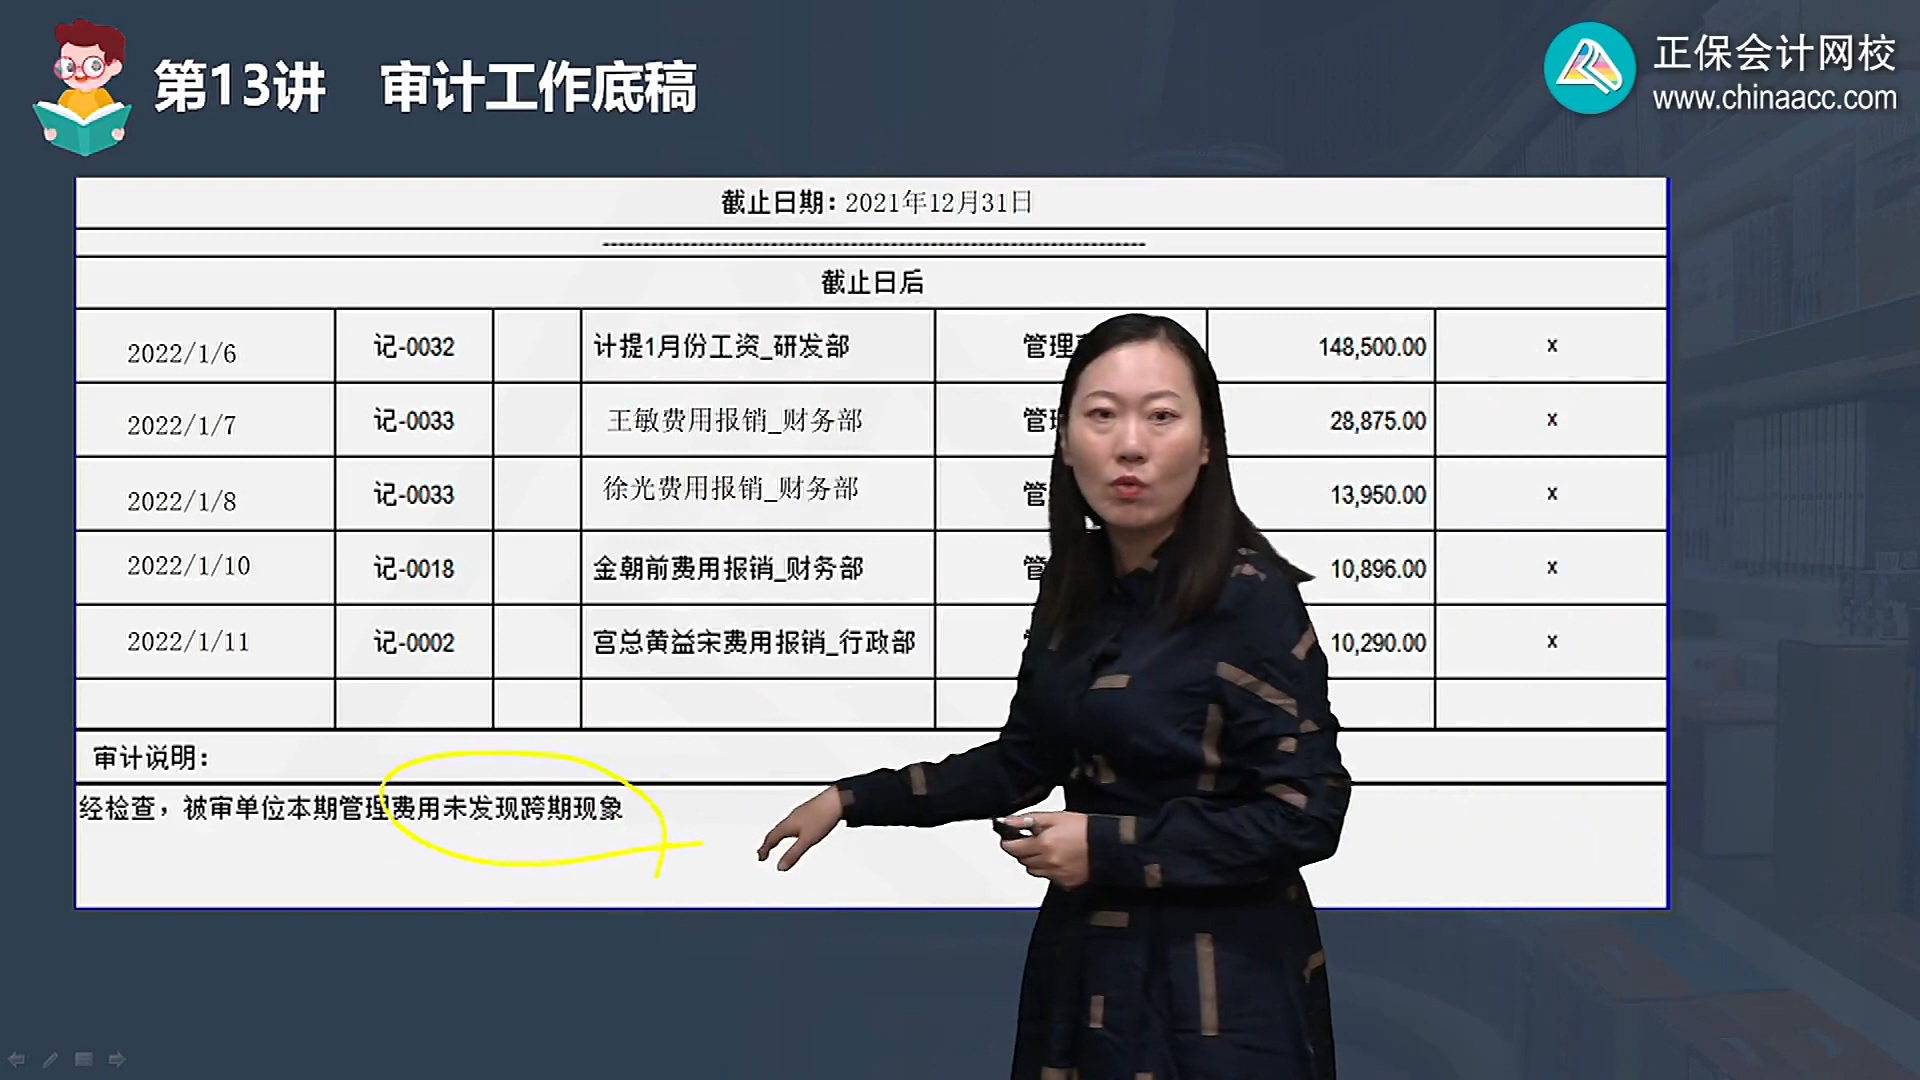 第13讲 审计工作底稿
正保会计网校
www.chinaacc.com
截止日期：2021年12月31日
截止日后
2022/1/6 记-0032 计提1月份工资_研发部 管理 148,500.00 x
2022/1/7 记-0033 王敏费用报销_财务部 管 28,875.00 x
2022/1/8 记-0033 徐光费用报销_财务部 管 13,950.00 x
2022/1/10 记-0018 金朝前费用报销_财务部 管 10,896.00 x
2022/1/11 记-0002 宫总黄益宋费用报销_行政部 10,290.00 x
审计说明：
经检查，被审单位本期管理费用未发现跨期现象